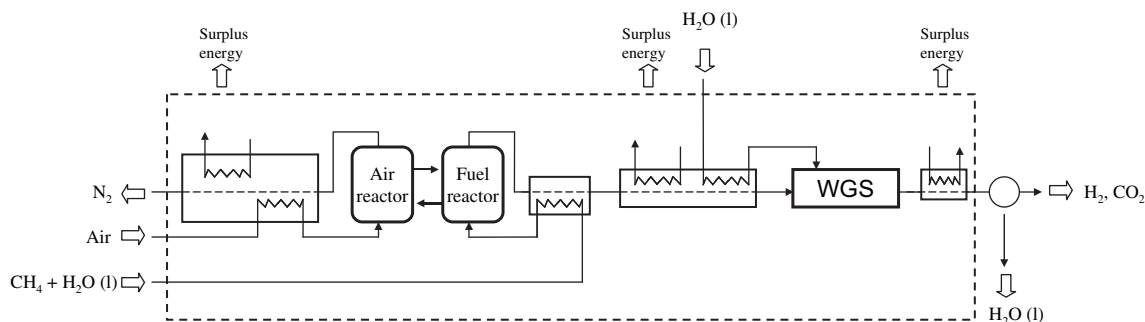 H₂O (l)
Surplus
energy
Surplus
energy
Surplus
energy
Air
reactor
Fuel
reactor
WGS
N₂
H₂, CO₂
Air
CH₄ + H₂O (l)
H₂O (l)